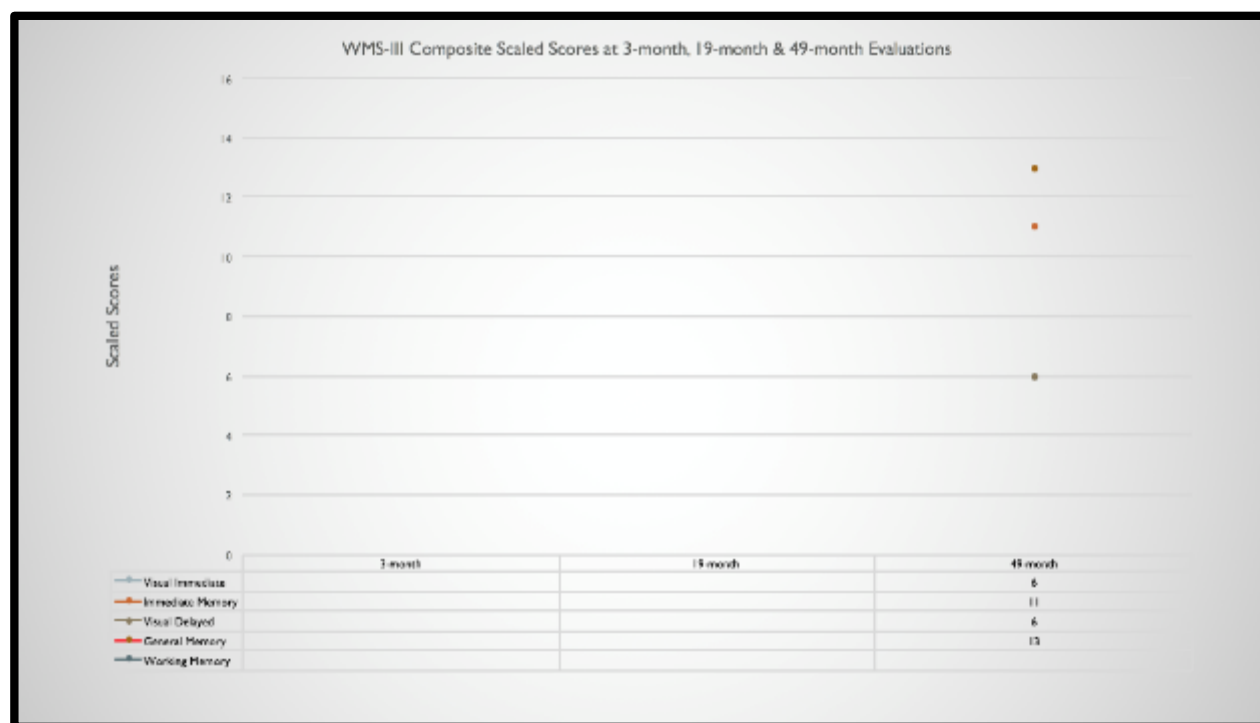 WMS-III Composite Scaled Scores at 3-month, 19-month & 49-month Evaluations
16
14
12
10
8
6
4
2
0
Scaled Scores
3-month 19-month 49-month
Visual Immediate 6
Immediate Memory 11
Visual Delayed 6
General Memory 13
Working Memory